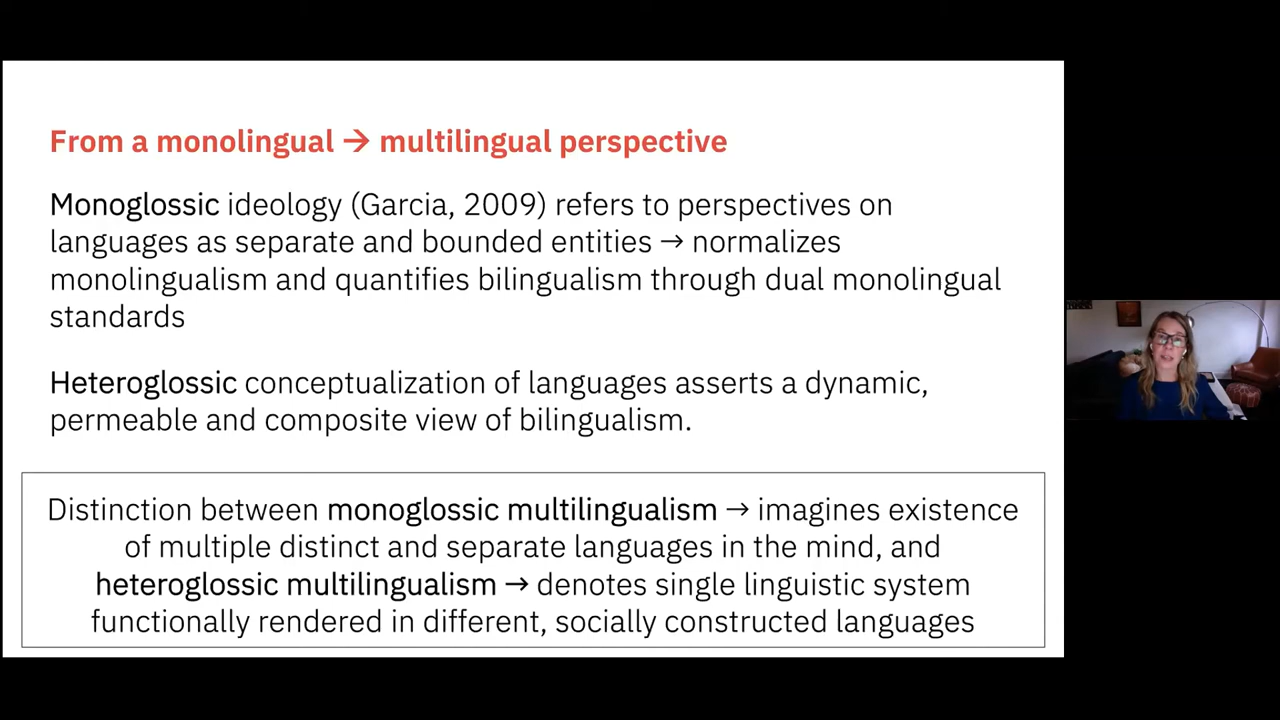 From a monolingual → multilingual perspective
Monoglossic ideology (Garcia, 2009) refers to perspectives on
languages as separate and bounded entities → normalizes
monolingualism and quantifies bilingualism through dual monolingual
standards
Heteroglossic conceptualization of languages asserts a dynamic,
permeable and composite view of bilingualism.
Distinction between monoglossic multilingualism → imagines existence
of multiple distinct and separate languages in the mind, and
heteroglossic multilingualism → denotes single linguistic system
functionally rendered in different, socially constructed languages